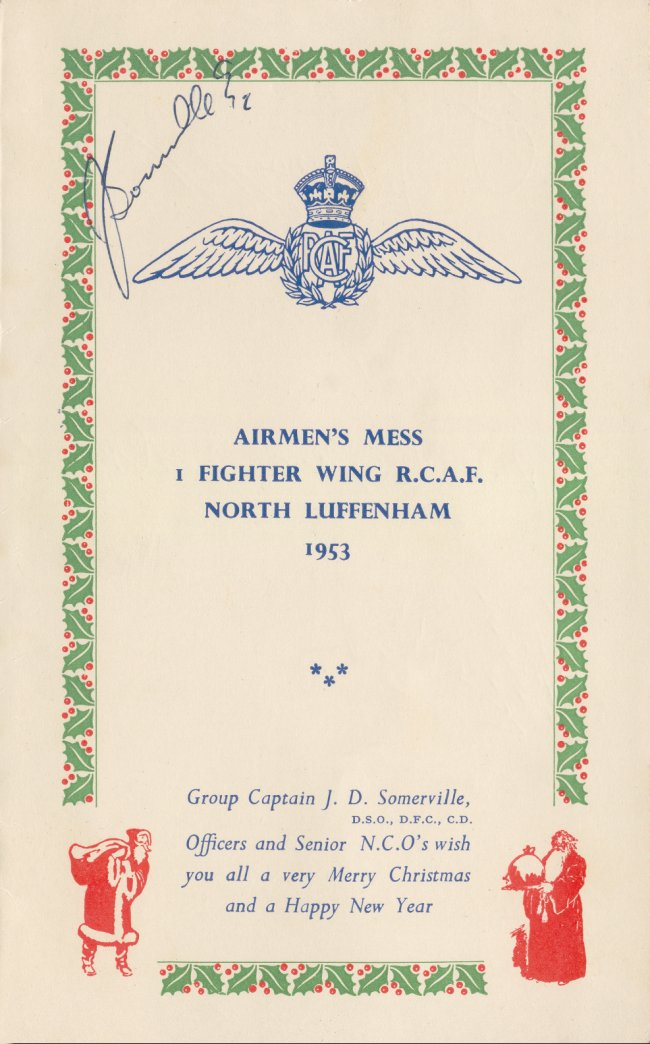 J Somerville G/C
RCAF
AIRMEN'S MESS
1 FIGHTER WING R.C.A.F.
NORTH LUFFENHAM
1953
Group Captain J. D. Somerville,
D.S.O., D.F.C., C.D.
Officers and Senior N.C.O's wish
you all a very Merry Christmas
and a Happy New Year